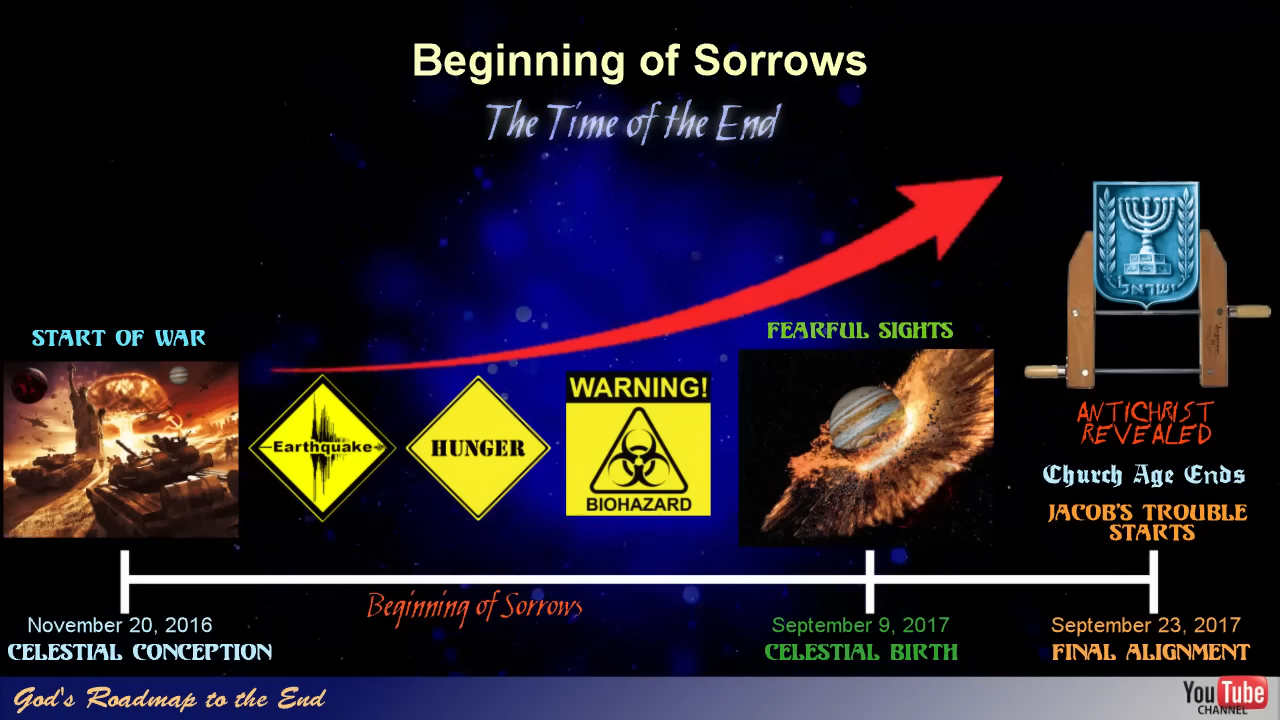 Beginning of Sorrows
The Time of the End
START OF WAR
Earthquake
HUNGER
WARNING!
BIOHAZARD
FEARFUL SIGHTS
ישראל
ANTICHRIST
REVEALED
Church Age Ends
JACOB'S TROUBLE
STARTS
Beginning of Sorrows
November 20, 2016
CELESTIAL CONCEPTION
September 9, 2017
CELESTIAL BIRTH
September 23, 2017
FINAL ALIGNMENT
God's Roadmap to the End
YouTube
CHANNEL